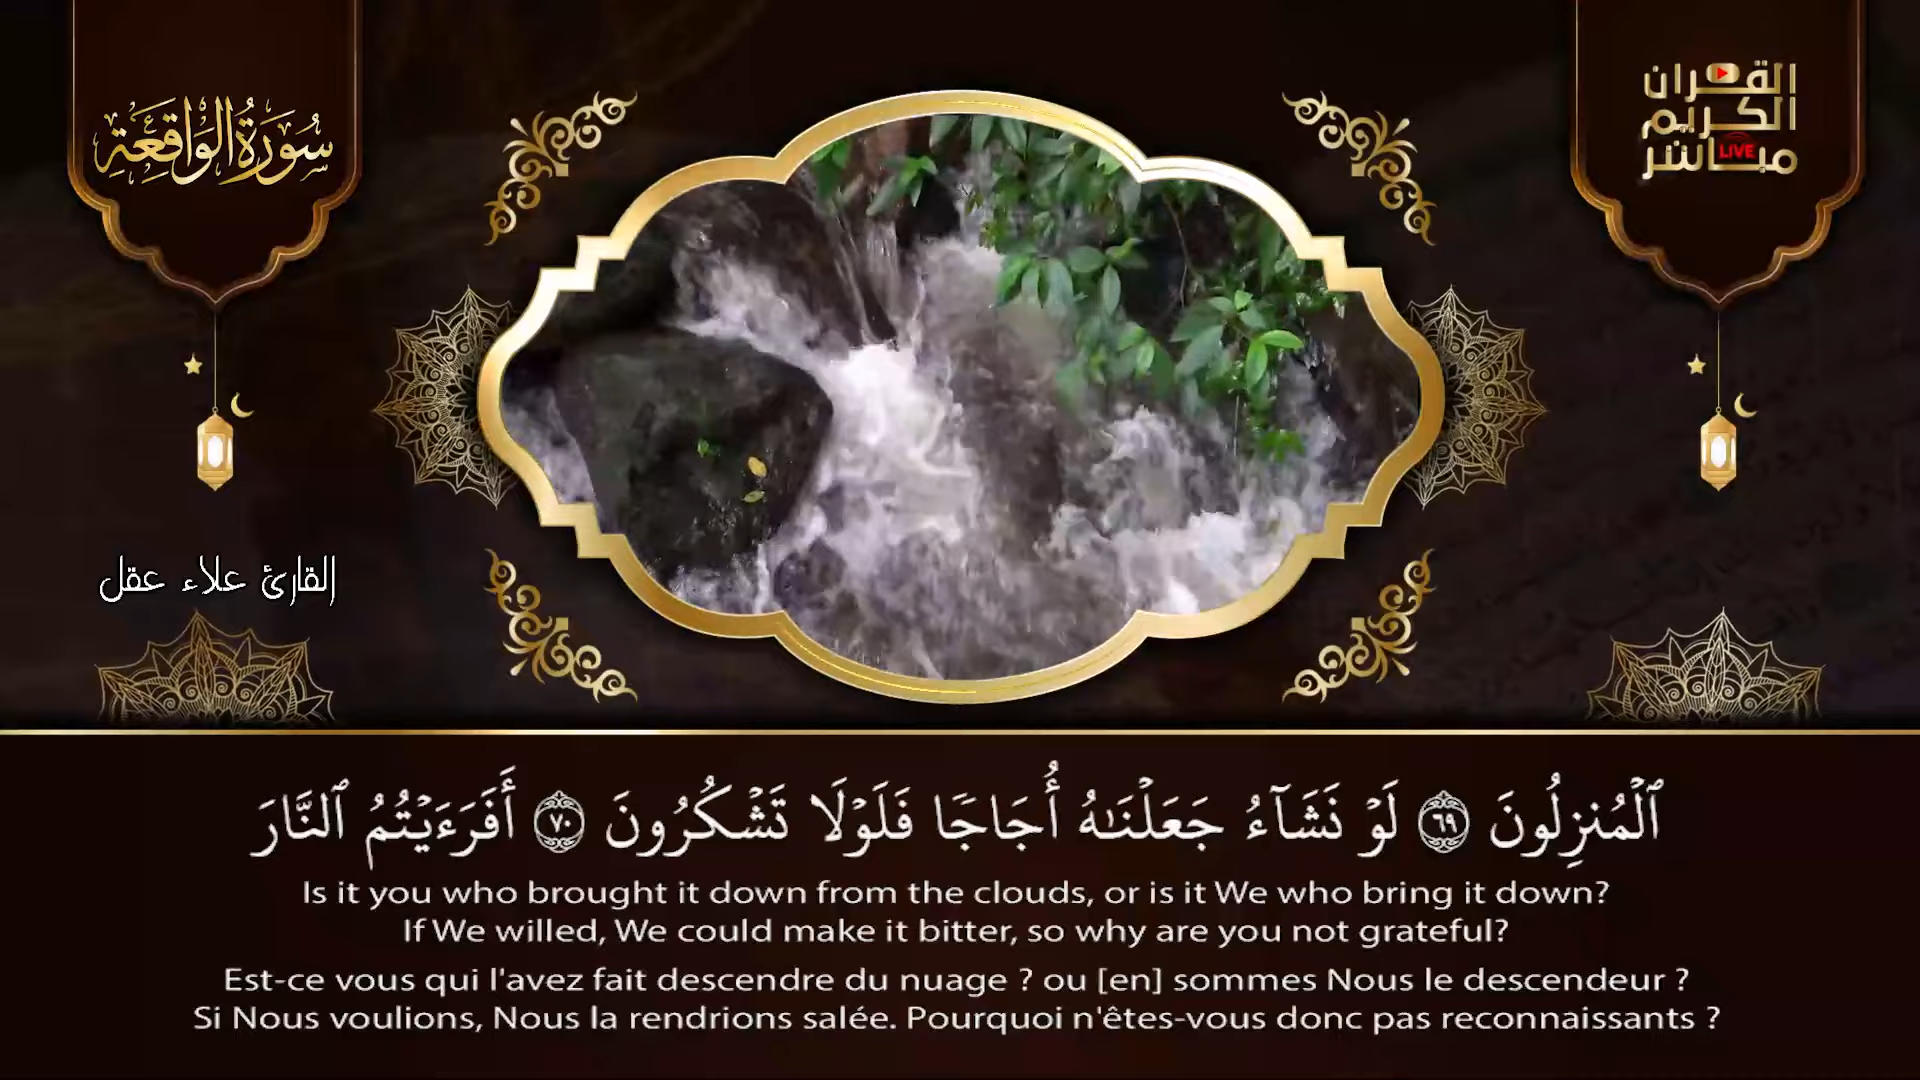 سُورَةُ الوَاقِعَةِ
القرآن
الكريم
مباشر
LIVE
القارئ علاء عقل
ٱلْمُنزِلُونَ ٦٩ لَوْ نَشَآءُ جَعَلْنَـٰهُ أُجَاجًا فَلَوْلَا تَشْكُرُونَ ٧٠ أَفَرَءَيْتُمُ ٱلنَّارَ
Is it you who brought it down from the clouds, or is it We who bring it down?
If We willed, We could make it bitter, so why are you not grateful?
Est-ce vous qui l'avez fait descendre du nuage ? ou [en] sommes Nous le descendeur ?
Si Nous voulions, Nous la rendrions salée. Pourquoi n'êtes-vous donc pas reconnaissants ?